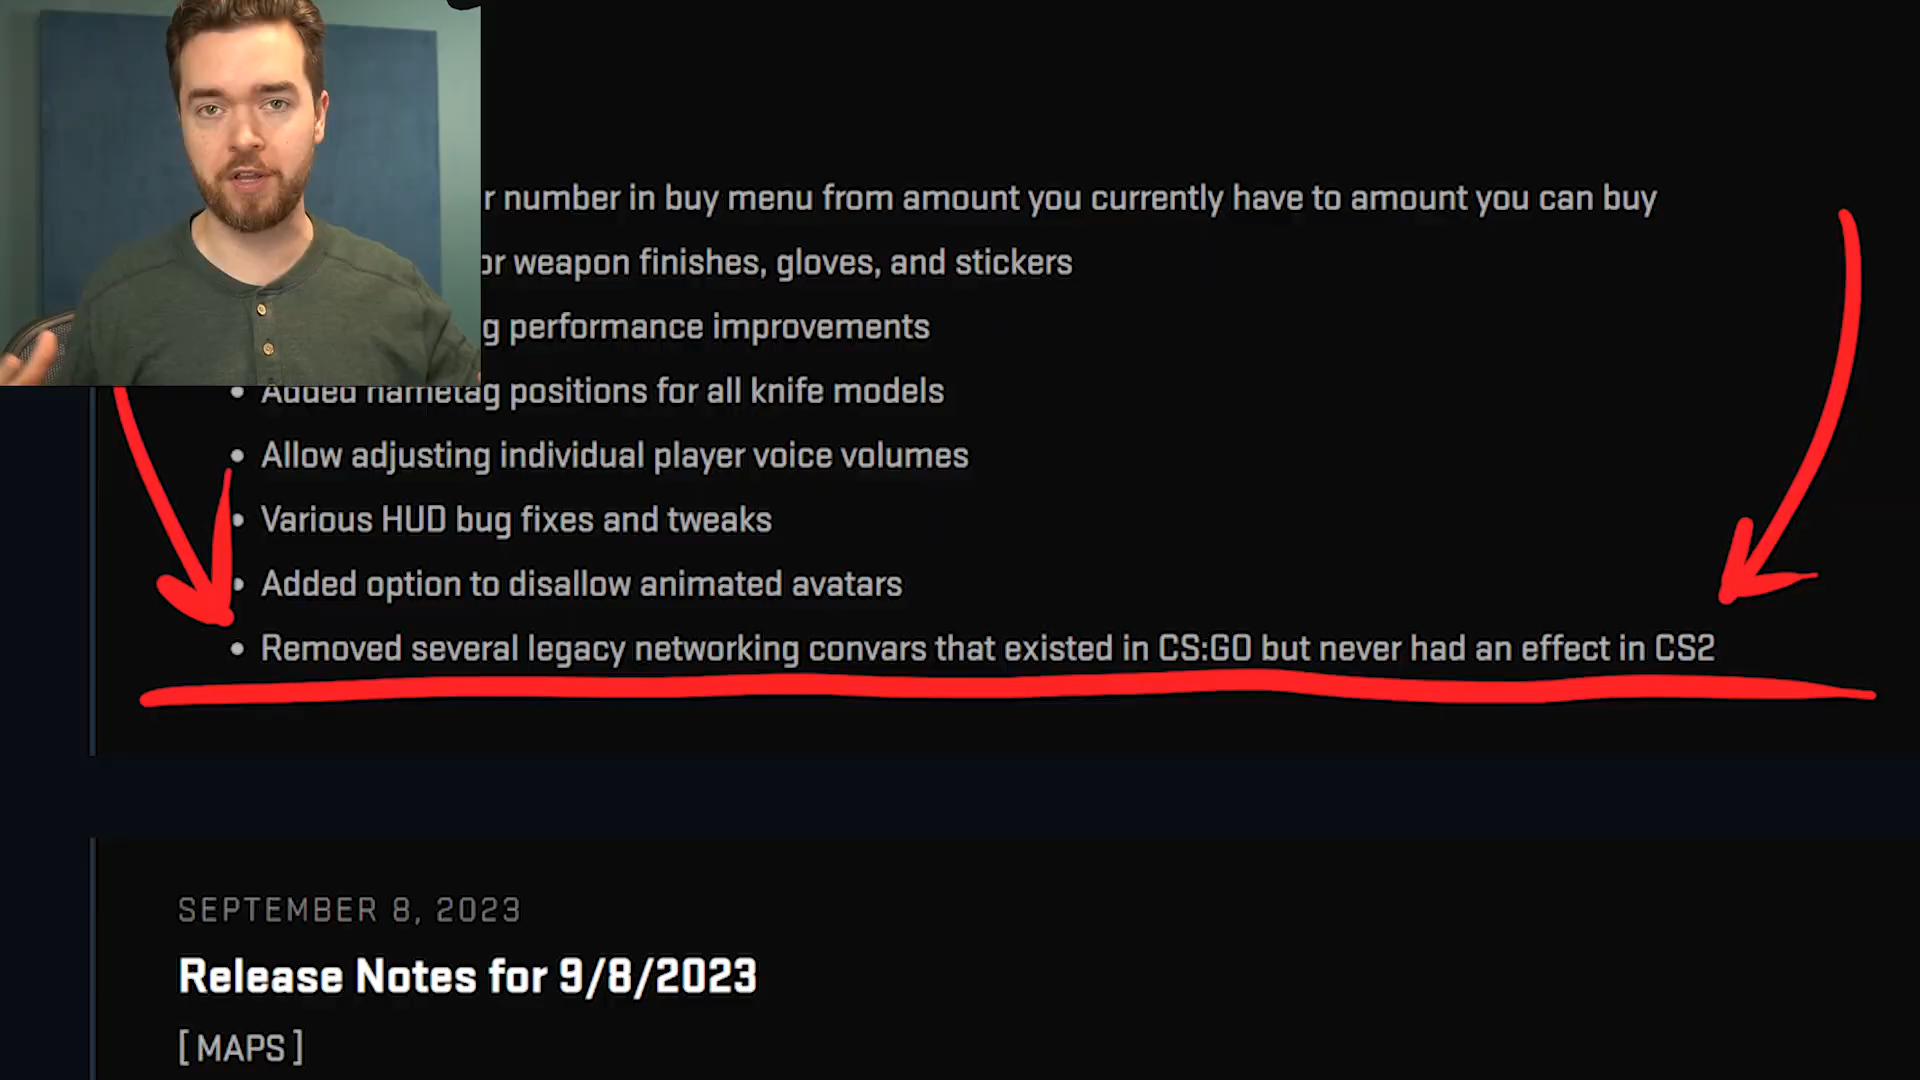 r number in buy menu from amount you currently have to amount you can buy
or weapon finishes, gloves, and stickers
g performance improvements
• Added nametag positions for all knife models
• Allow adjusting individual player voice volumes
• Various HUD bug fixes and tweaks
• Added option to disallow animated avatars
• Removed several legacy networking convars that existed in CS:GO but never had an effect in CS2
SEPTEMBER 8, 2023
Release Notes for 9/8/2023
[ MAPS ]